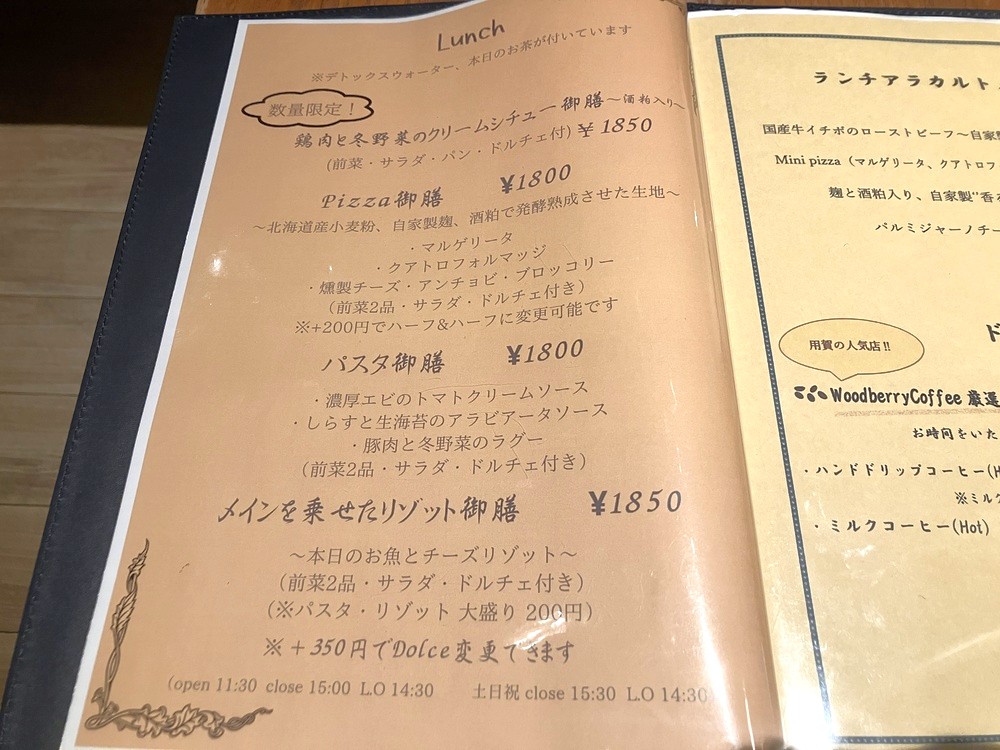 Lunch
※デトックスウォーター、本日のお茶が付いています
数量限定！
鶏肉と冬野菜のクリームシチュー御膳～酒粕入り～
(前菜・サラダ・パン・ドルチェ付) ¥ 1850
Pizza御膳 ¥1800
～北海道産小麦粉、自家製麹、酒粕で発酵熟成させた生地～
・マルゲリータ
・クアトロフォルマッジ
・燻製チーズ・アンチョビ・ブロッコリー
(前菜2品・サラダ・ドルチェ付き)
※+200円でハーフ&ハーフに変更可能です
パスタ御膳 ¥1800
・濃厚エビのトマトクリームソース
・しらすと生海苔のアラビアータソース
・豚肉と冬野菜のラグー
(前菜2品・サラダ・ドルチェ付き)
メインを乗せたリゾット御膳 ¥1850
～本日のお魚とチーズリゾット～
(前菜2品・サラダ・ドルチェ付き)
(※パスタ・リゾット 大盛り 200円)
※＋350円でDolce変更できます
(open 11:30 close 15:00 L.O 14:30 土日祝 close 15:30 L.O 14:30
ランチアラカルト
国産牛イチボのローストビーフ～自家製
Mini pizza（マルゲリータ、クアトロフ
麹と酒粕入り、自家製"香
パルミジャーノチー
用賀の人気店!!
WoodberryCoffee 厳選
お時間をいた
・ハンドドリップコーヒー(H
※ミルク
・ミルクコーヒー(Hot)